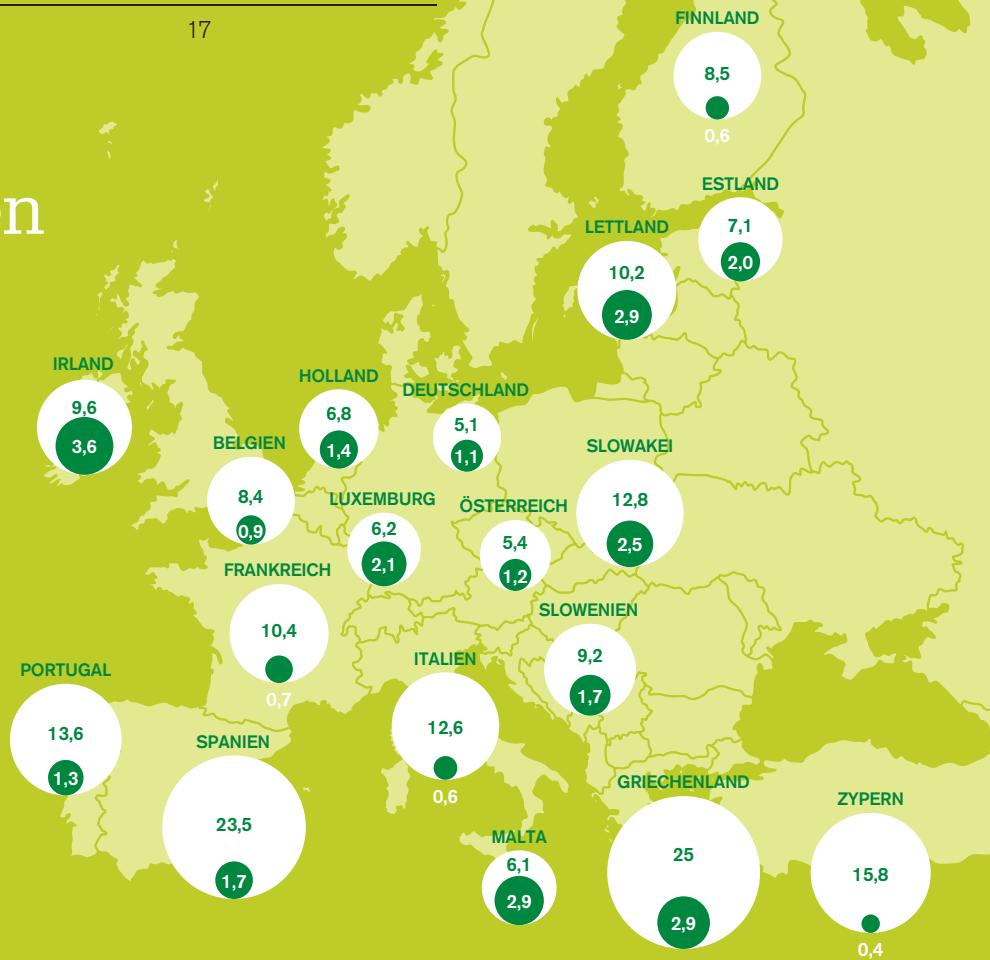 17
en
FINNLAND
8,5
0,6
ESTLAND
7,1
2,0
LETTLAND
10,2
2,9
IRLAND
9,6
3,6
HOLLAND
6,8
1,4
DEUTSCHLAND
5,1
1,1
BELGIEN
8,4
0,9
SLOWAKEI
12,8
2,5
LUXEMBURG
6,2
2,1
ÖSTERREICH
5,4
1,2
FRANKREICH
10,4
0,7
SLOWENIEN
9,2
1,7
ITALIEN
12,6
0,6
PORTUGAL
13,6
1,3
SPANIEN
23,5
1,7
GRIECHENLAND
25
2,9
ZYPERN
15,8
0,4
MALTA
6,1
2,9